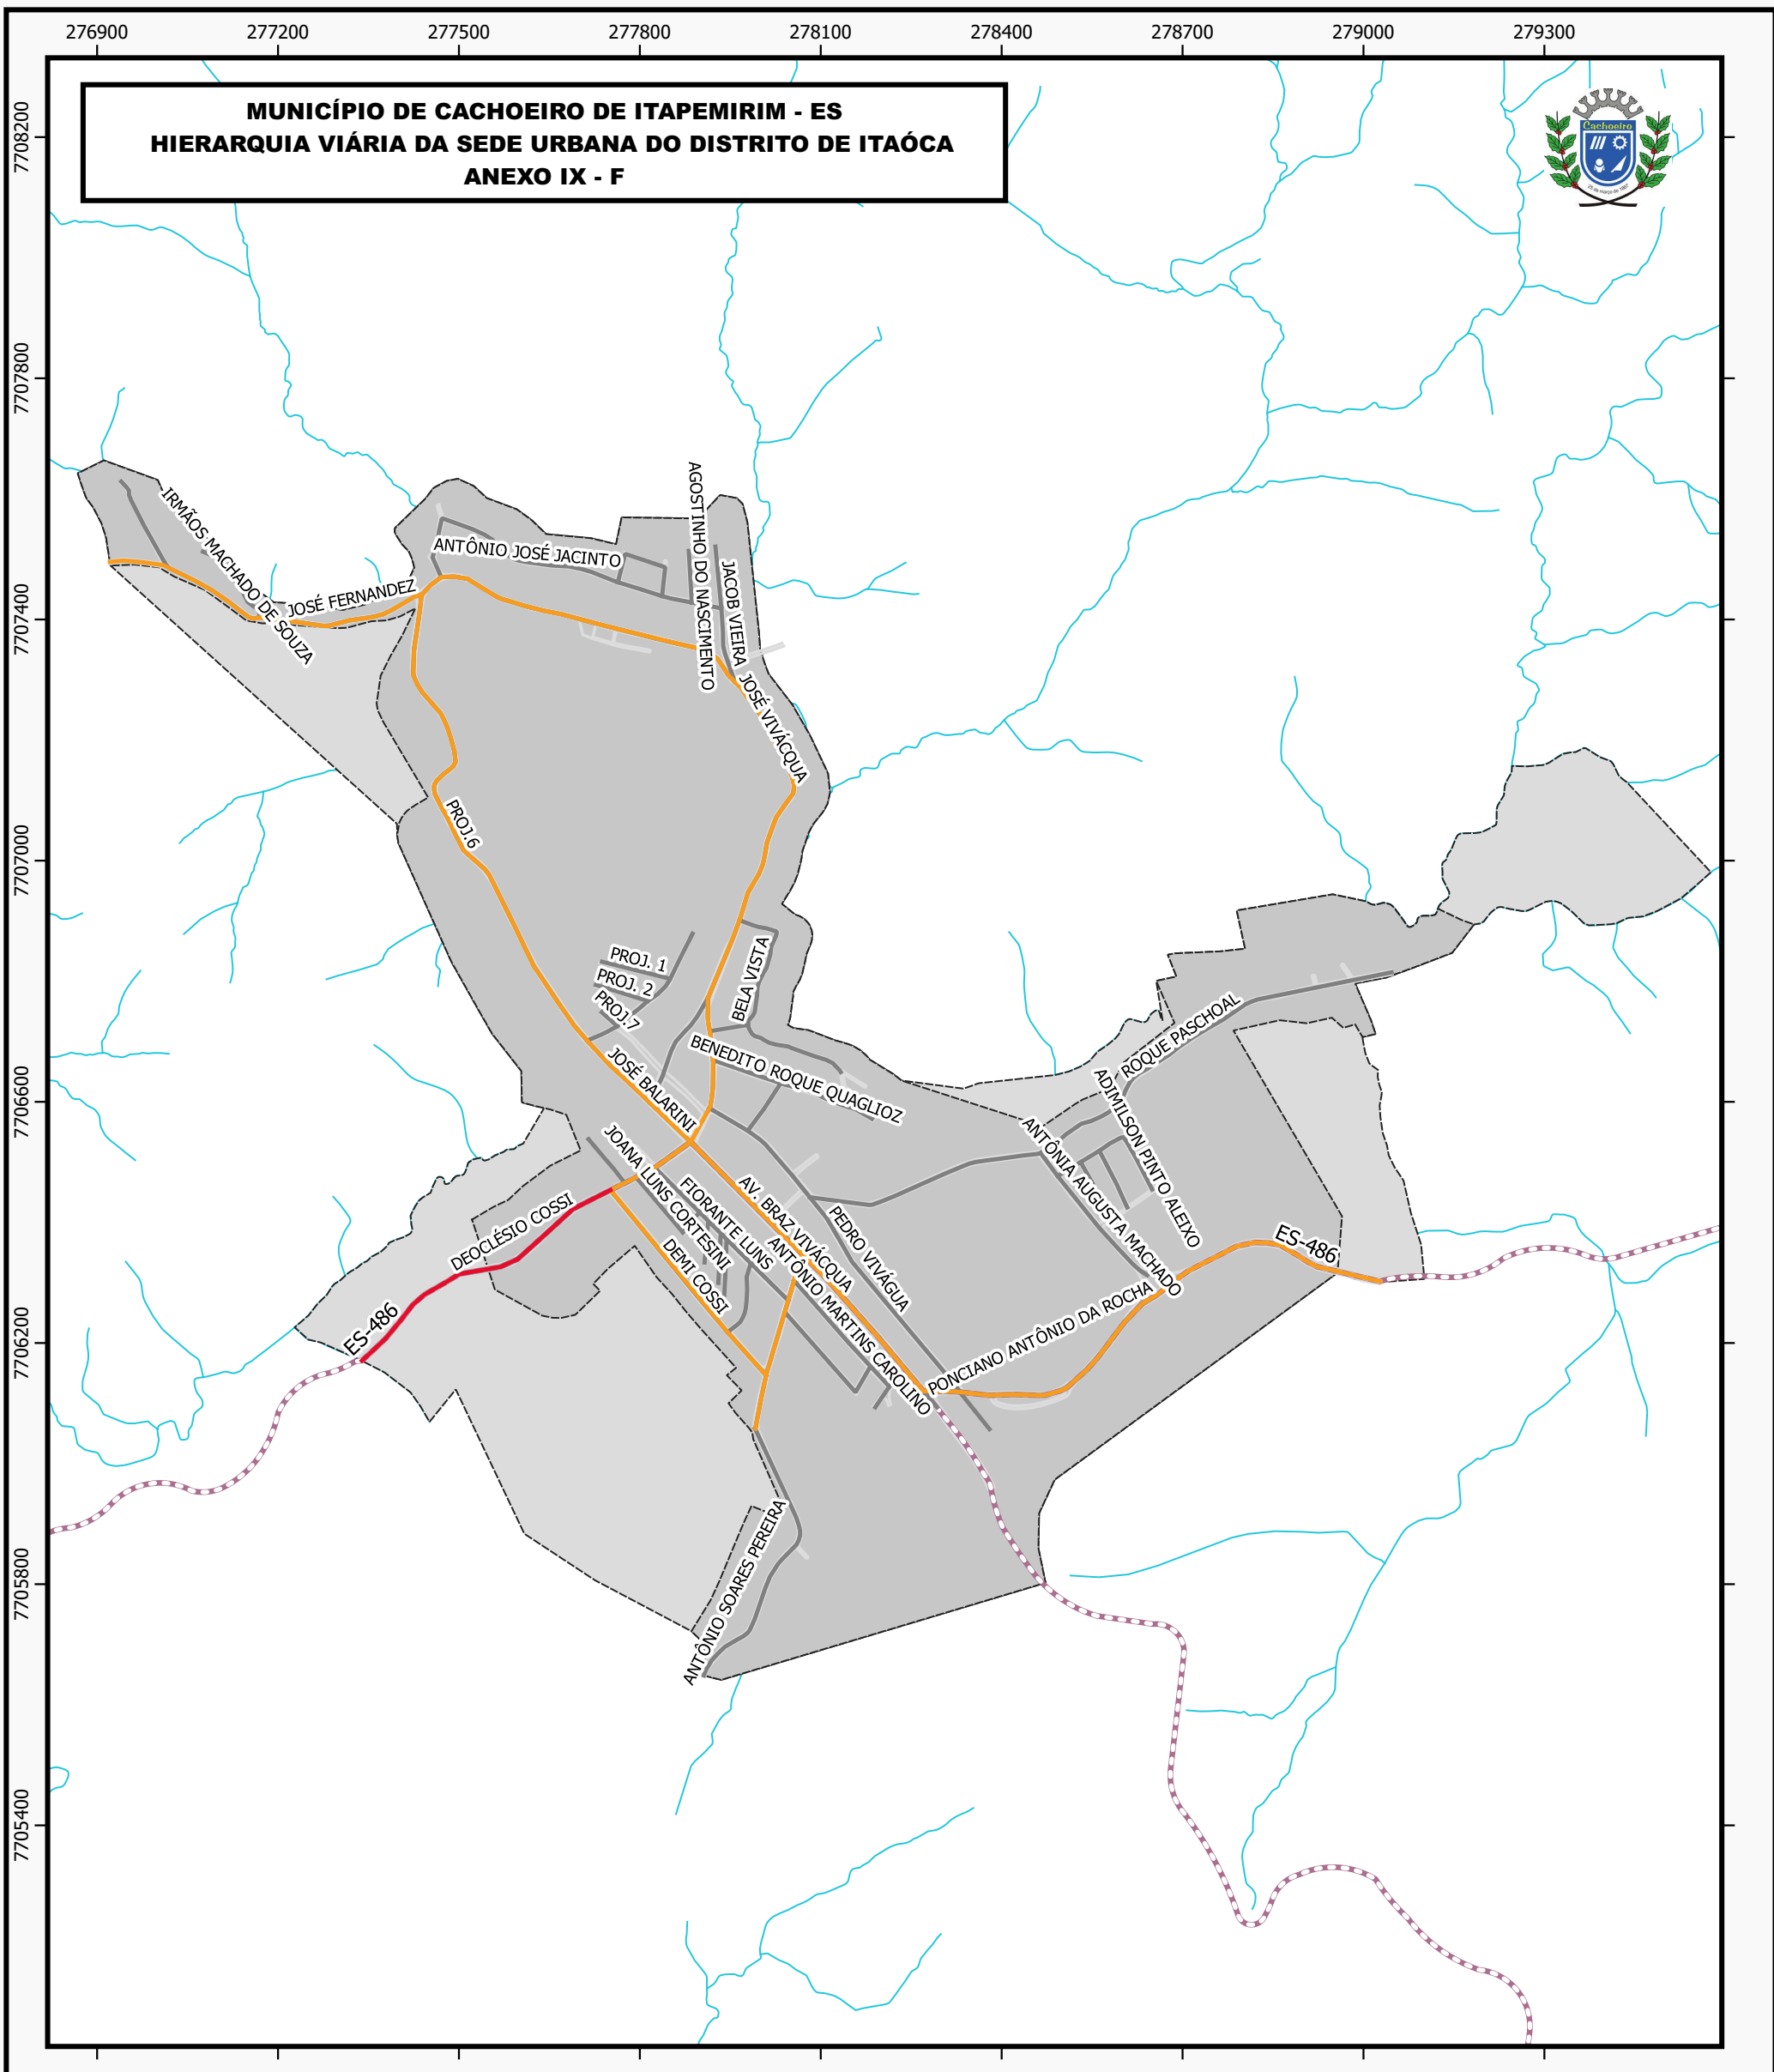 276900 277200 277500 277800 278100 278400 278700 279000 279300
MUNICÍPIO DE CACHOEIRO DE ITAPEMIRIM - ES
HIERARQUIA VIÁRIA DA SEDE URBANA DO DISTRITO DE ITAÓCA
ANEXO IX - F
Cachoeiro
25 de março de 1867
7708200
7707800
7707400
7707000
7706600
7706200
7705800
7705400
IRMÃOS MACHADO DE SOUZA
JOSÉ FERNANDEZ
ANTÔNIO JOSÉ JACINTO
AGOSTINHO DO NASCIMENTO
JACOB VIEIRA
JOSÉ VIVÁCQUA
PROJ.6
PROJ. 1
PROJ. 2
PROJ.7
BELA VISTA
BENEDITO ROQUE QUAGLIOZ
JOSÉ BALARINI
ROQUE PASCHOAL
ADIMILSON PINTO ALEIXO
ANTÔNIA AUGUSTA MACHADO
JOANA LUNS CORTESINI
FIORANTE LUNS
AV. BRAZ VIVÁCQUA
PEDRO VIVÁGUA
ANTÔNIO MARTINS CAROLINO
DEMI COSSI
DEOCLÉSIO COSSI
ES-486
PONCIANO ANTÔNIO DA ROCHA
ES-486
ANTÔNIO SOARES PEREIRA